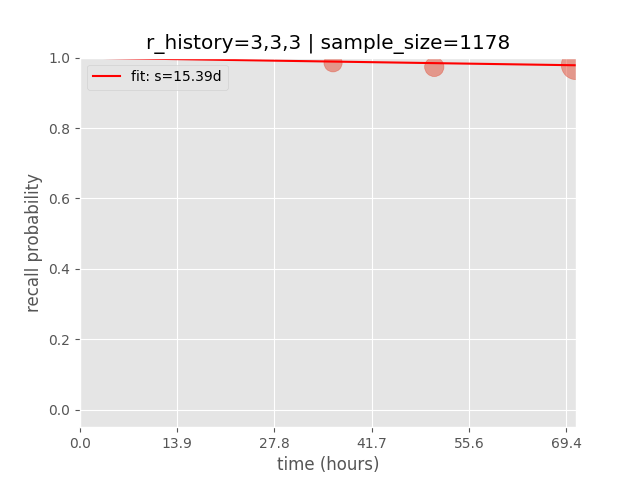 r_history=3,3,3 | sample_size=1178
fit: s=15.39d
recall probability
1.0
0.8
0.6
0.4
0.2
0.0
0.0 13.9 27.8 41.7 55.6 69.4
time (hours)